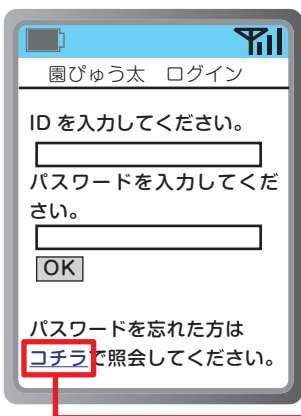 園ぴゅう太 ログイン
ID を入力してください。
パスワードを入力してくだ
さい。
OK
パスワードを忘れた方は
コチラで照会してください。